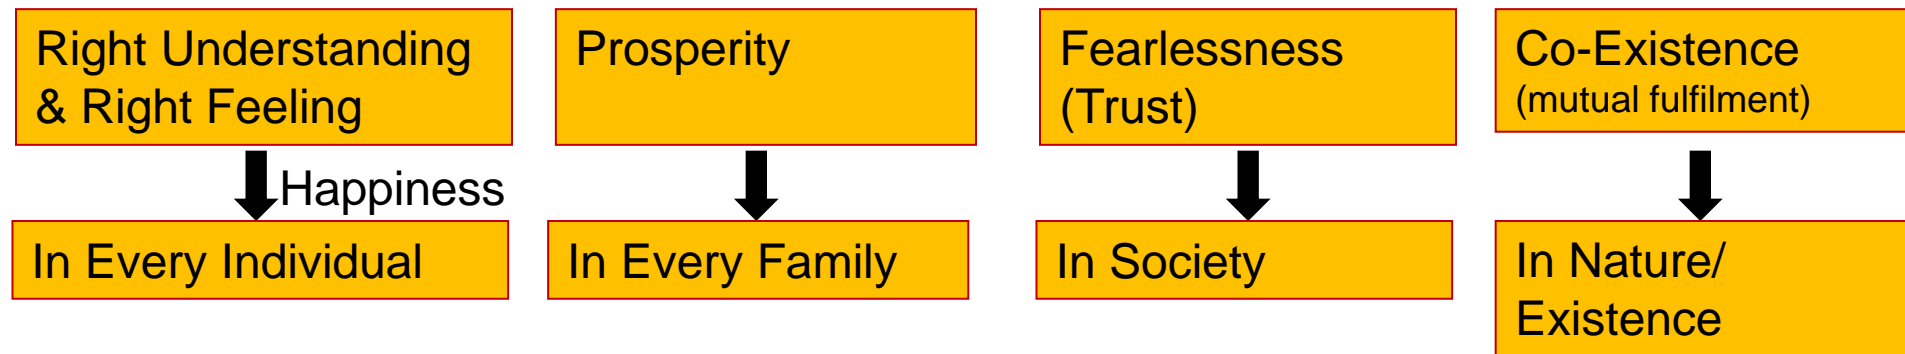 Right Understanding
& Right Feeling
Prosperity
Fearlessness
(Trust)
Co-Existence
(mutual fulfilment)
Happiness
In Every Individual
In Every Family
In Society
In Nature/
Existence